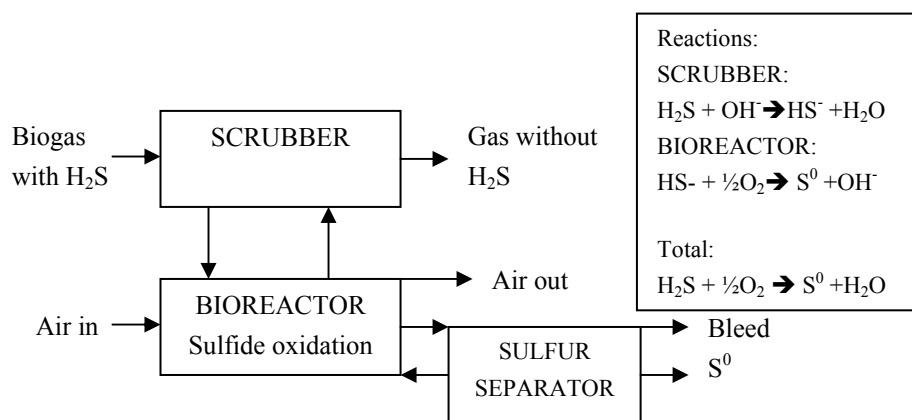 Biogas
with H₂S
SCRUBBER
Gas without
H₂S
Air in
BIOREACTOR
Sulfide oxidation
Air out
SULFUR
SEPARATOR
Bleed
S⁰
Reactions:
SCRUBBER:
H₂S + OH⁻➔HS⁻ +H₂O
BIOREACTOR:
HS- + ½O₂➔ S⁰ +OH⁻
Total:
H₂S + ½O₂ ➔ S⁰ +H₂O